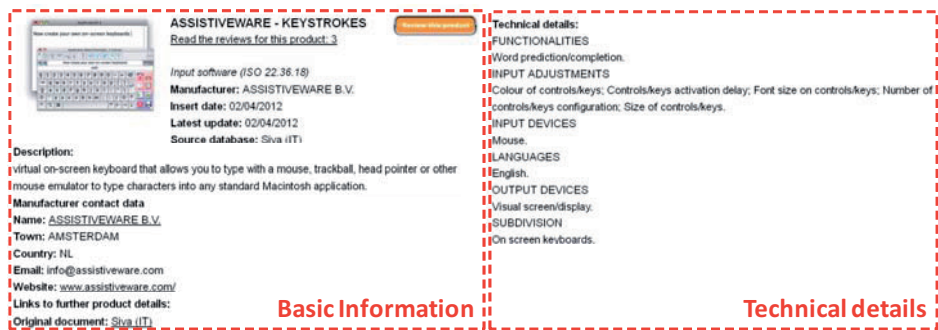 ASSISTIVEWARE - KEYSTROKES
Review this product
Read the reviews for this product: 3
Input software (ISO 22.36.18)
Manufacturer: ASSISTIVEWARE B.V.
Insert date: 02/04/2012
Latest update: 02/04/2012
Source database: Siva (IT)
Description:
virtual on-screen keyboard that allows you to type with a mouse, trackball, head pointer or other
mouse emulator to type characters into any standard Macintosh application.
Manufacturer contact data
Name: ASSISTIVEWARE B.V.
Town: AMSTERDAM
Country: NL
Email: info@assistiveware.com
Website: www.assistiveware.com/
Links to further product details:
Original document: Siva (IT)
Basic Information
Technical details:
FUNCTIONALITIES
Word prediction/completion.
INPUT ADJUSTMENTS
Colour of controls/keys; Controls/keys activation delay; Font size on controls/keys; Number of
controls/keys configuration; Size of controls/keys.
INPUT DEVICES
Mouse.
LANGUAGES
English.
OUTPUT DEVICES
Visual screen/display.
SUBDIVISION
On screen keyboards.
Technical details